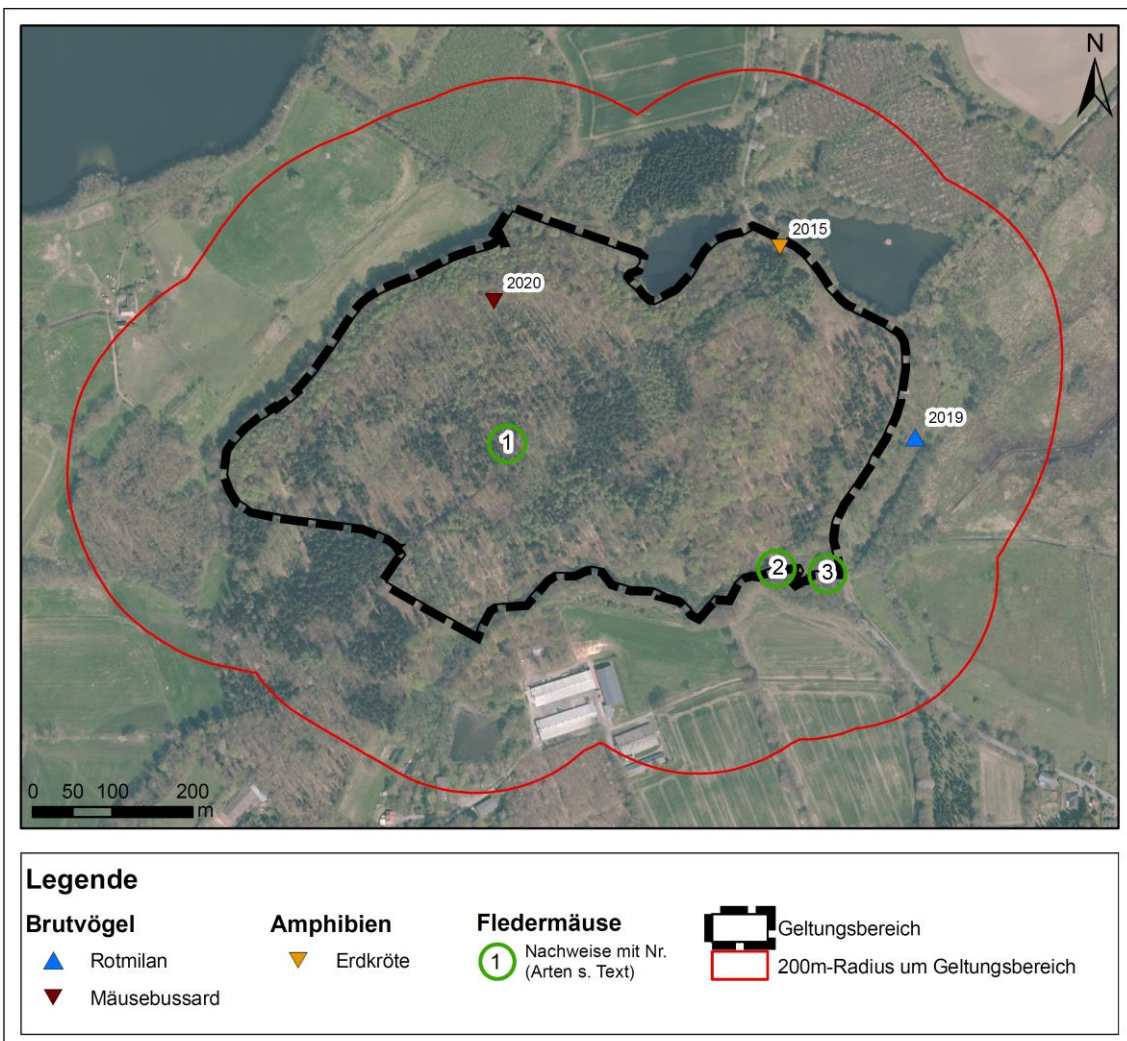 N
2015
2020
2019
1
2
3
0 50 100 200
m
Legende
Brutvögel
Rotmilan
Mäusebussard
Amphibien
Erdkröte
Fledermäuse
1 Nachweise mit Nr.
(Arten s. Text)
Geltungsbereich
200m-Radius um Geltungsbereich